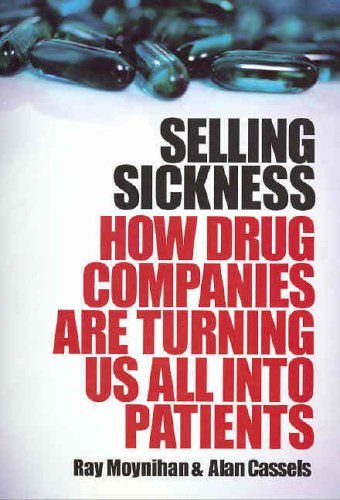 SELLING
SICKNESS
HOW DRUG
COMPANIES
ARE TURNING
US ALL INTO
PATIENTS
Ray Moynihan & Alan Cassels